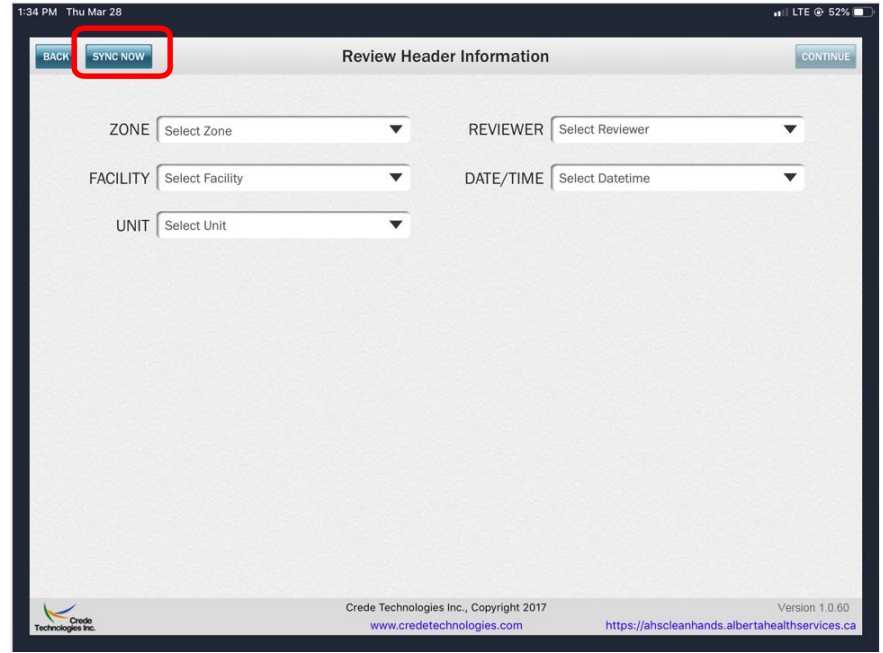 1:34 PM Thu Mar 28 LTE 52%
BACK SYNC NOW Review Header Information CONTINUE
ZONE Select Zone REVIEWER Select Reviewer
FACILITY Select Facility DATE/TIME Select Datetime
UNIT Select Unit
Crede Technologies Inc., Copyright 2017 Version 1.0.60
Crede
Technologies Inc. www.credetechnologies.com https://ahscleanhands.albertahealthservices.ca